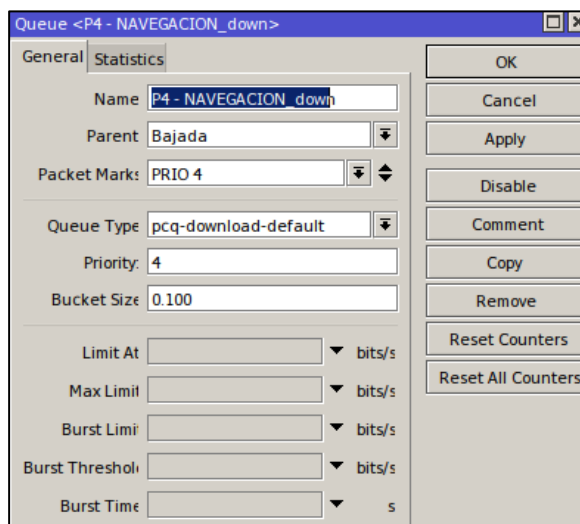 Queue <P4 - NAVEGACION_down>
General Statistics
Name P4 - NAVEGACION_down
Parent Bajada
Packet Marks PRIO 4
Queue Type pcq-download-default
Priority: 4
Bucket Size 0.100
Limit At bits/s
Max Limit bits/s
Burst Limit bits/s
Burst Threshold bits/s
Burst Time s
OK
Cancel
Apply
Disable
Comment
Copy
Remove
Reset Counters
Reset All Counters